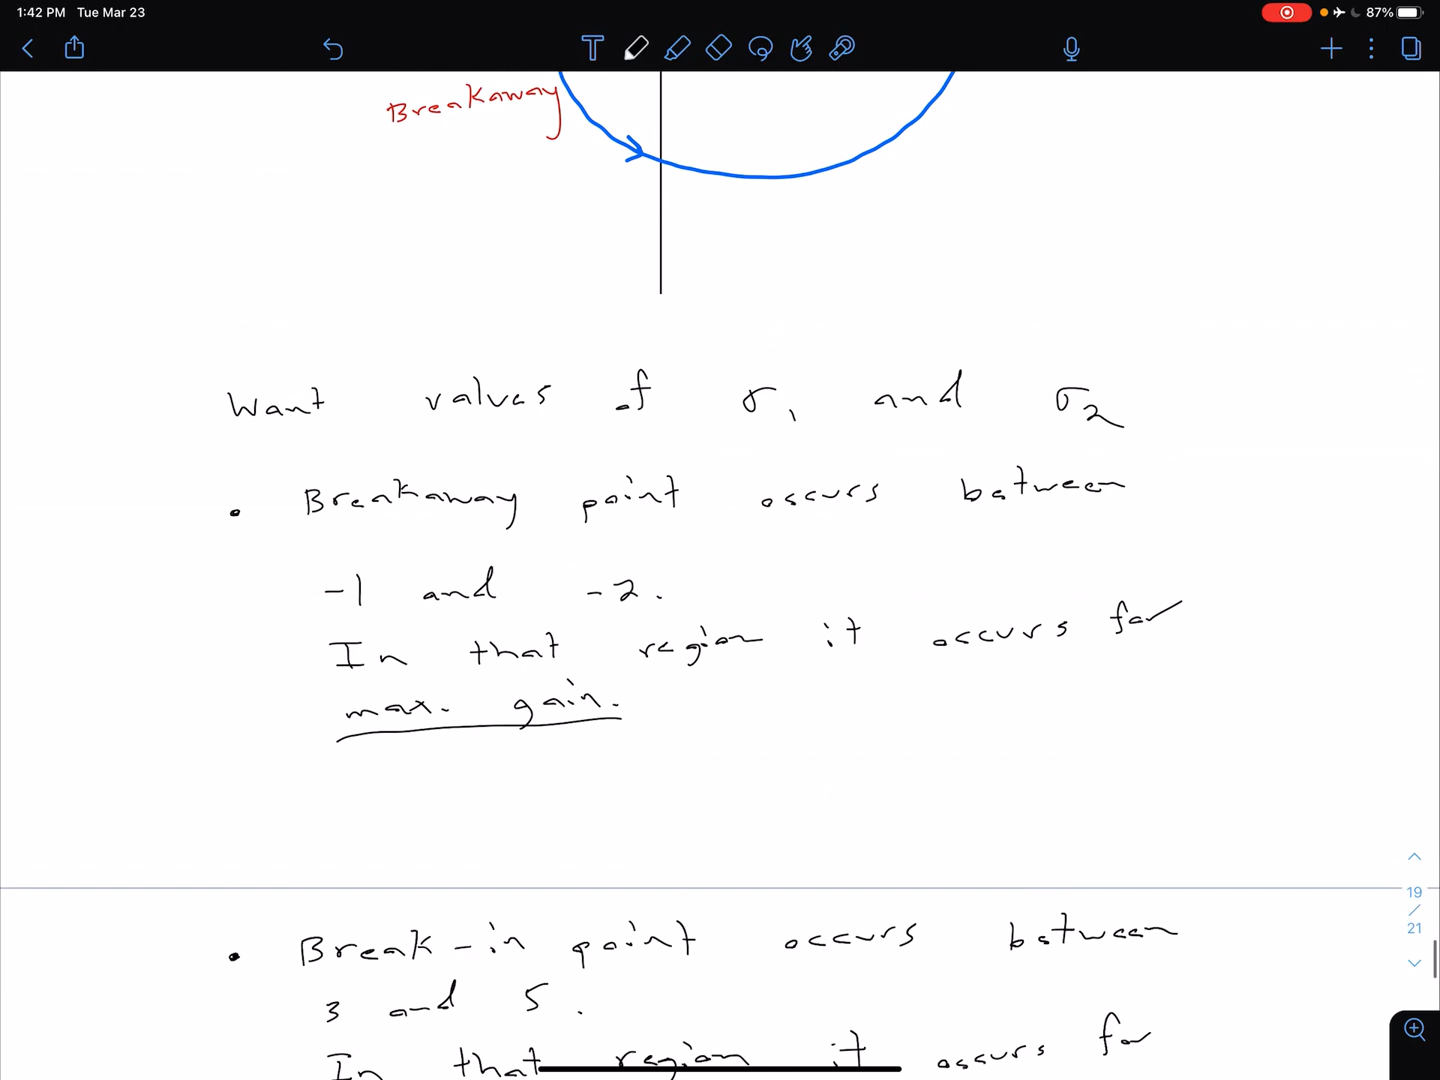 1:42 PM Tue Mar 23
87%
T
Breakaway
Want values of σ₁ and σ₂
• Breakaway point occurs between
-1 and -2.
In that region it occurs for
max. gain.
19
/
21
• Break-in point occurs between
3 and 5.
In that region it occurs for